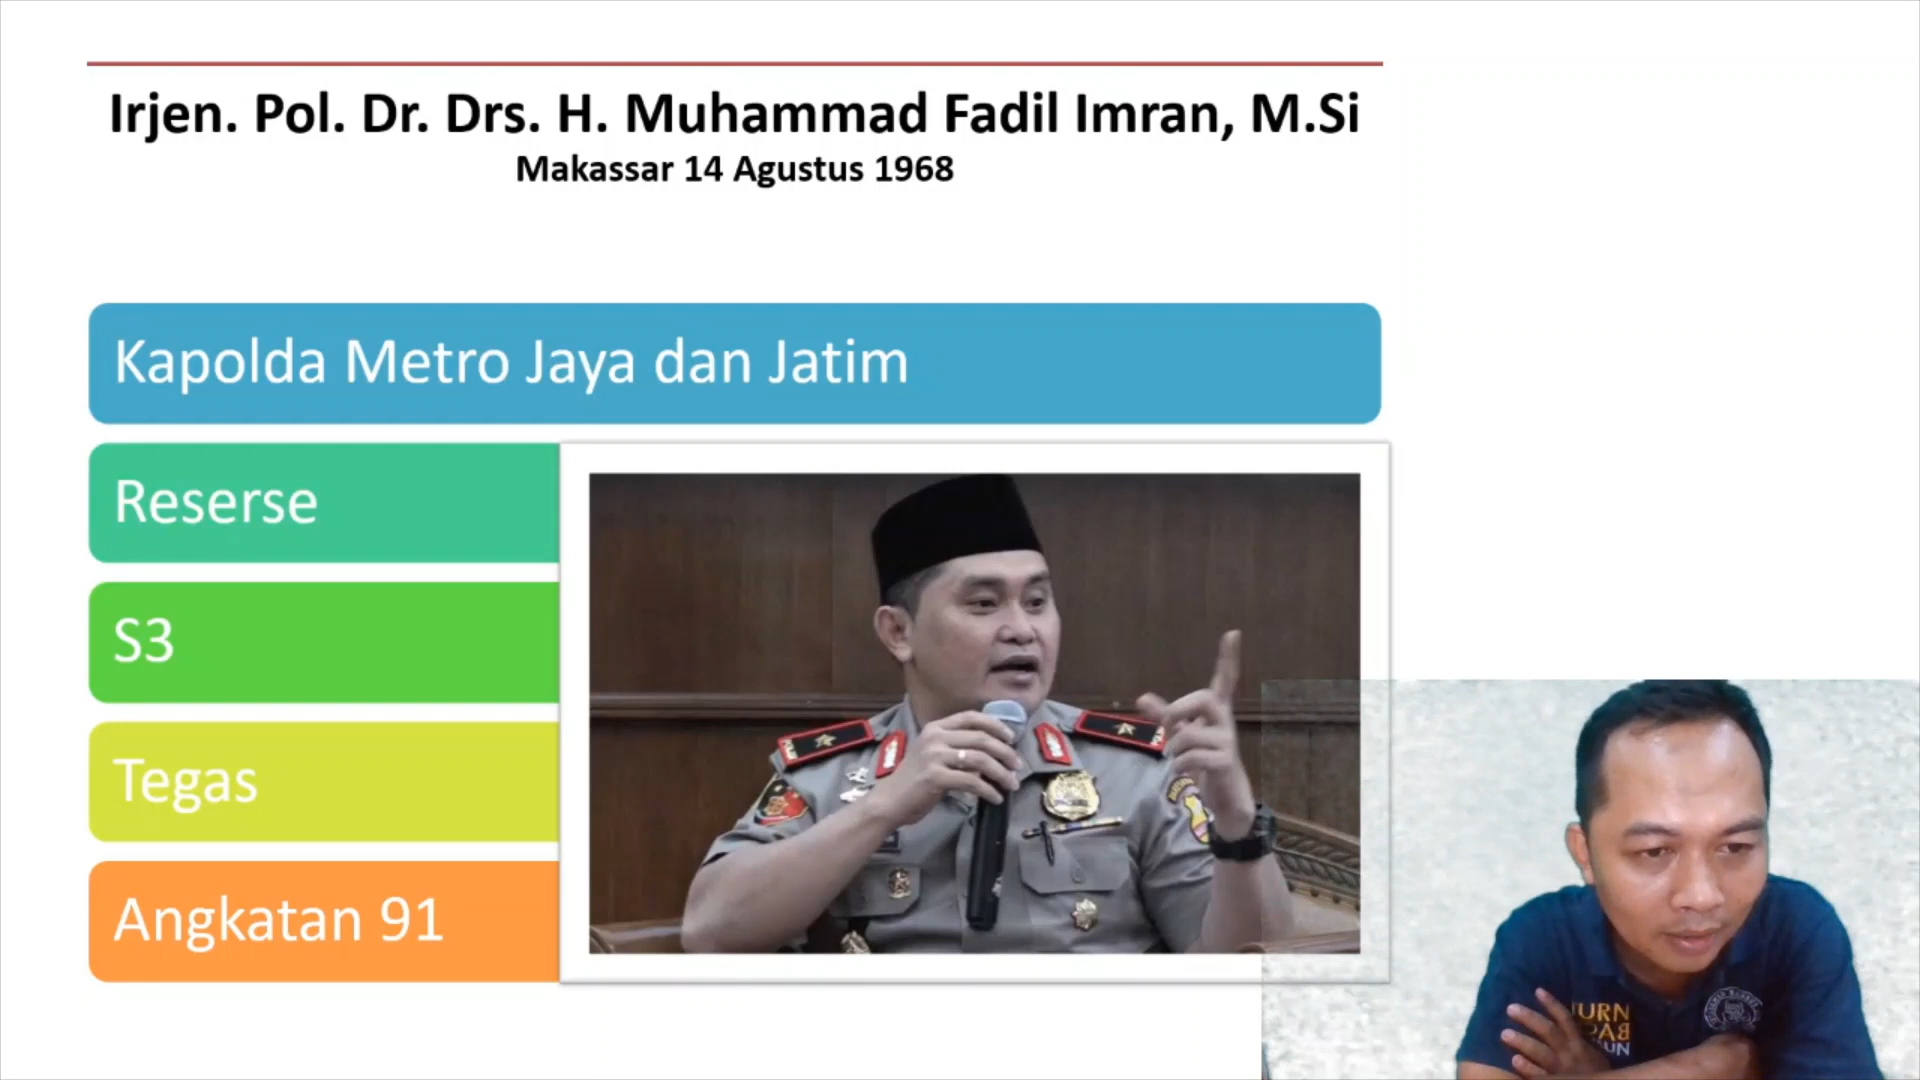 Irjen. Pol. Dr. Drs. H. Muhammad Fadil Imran, M.Si
Makassar 14 Agustus 1968
Kapolda Metro Jaya dan Jatim
Reserse
S3
Tegas
Angkatan 91